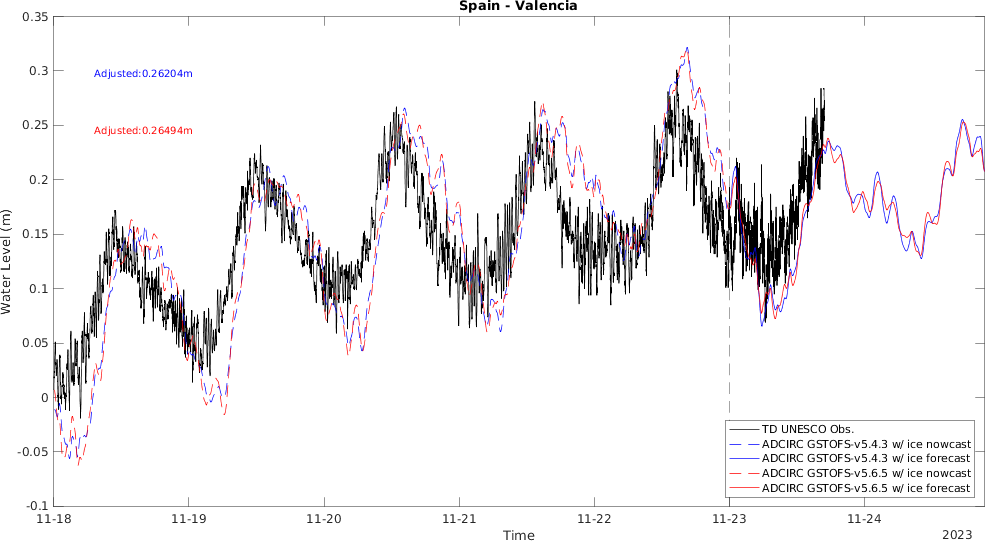 Spain - Valencia
0.35
0.3
0.25
0.2
0.15
0.1
0.05
0
-0.05
-0.1
Water Level (m)
Adjusted:0.26204m
Adjusted:0.26494m
TD UNESCO Obs.
ADCIRC GSTOFS-v5.4.3 w/ ice nowcast
ADCIRC GSTOFS-v5.4.3 w/ ice forecast
ADCIRC GSTOFS-v5.6.5 w/ ice nowcast
ADCIRC GSTOFS-v5.6.5 w/ ice forecast
11-18 11-19 11-20 11-21 11-22 11-23 11-24
Time
2023